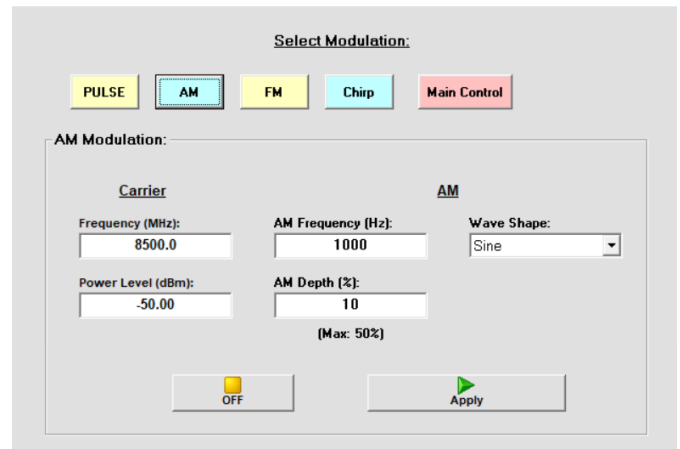 Select Modulation:
PULSE AM FM Chirp Main Control
AM Modulation:
Carrier AM
Frequency (MHz): AM Frequency (Hz): Wave Shape:
8500.0 1000 Sine
Power Level (dBm): AM Depth (%):
-50.00 10
(Max: 50%)
OFF Apply